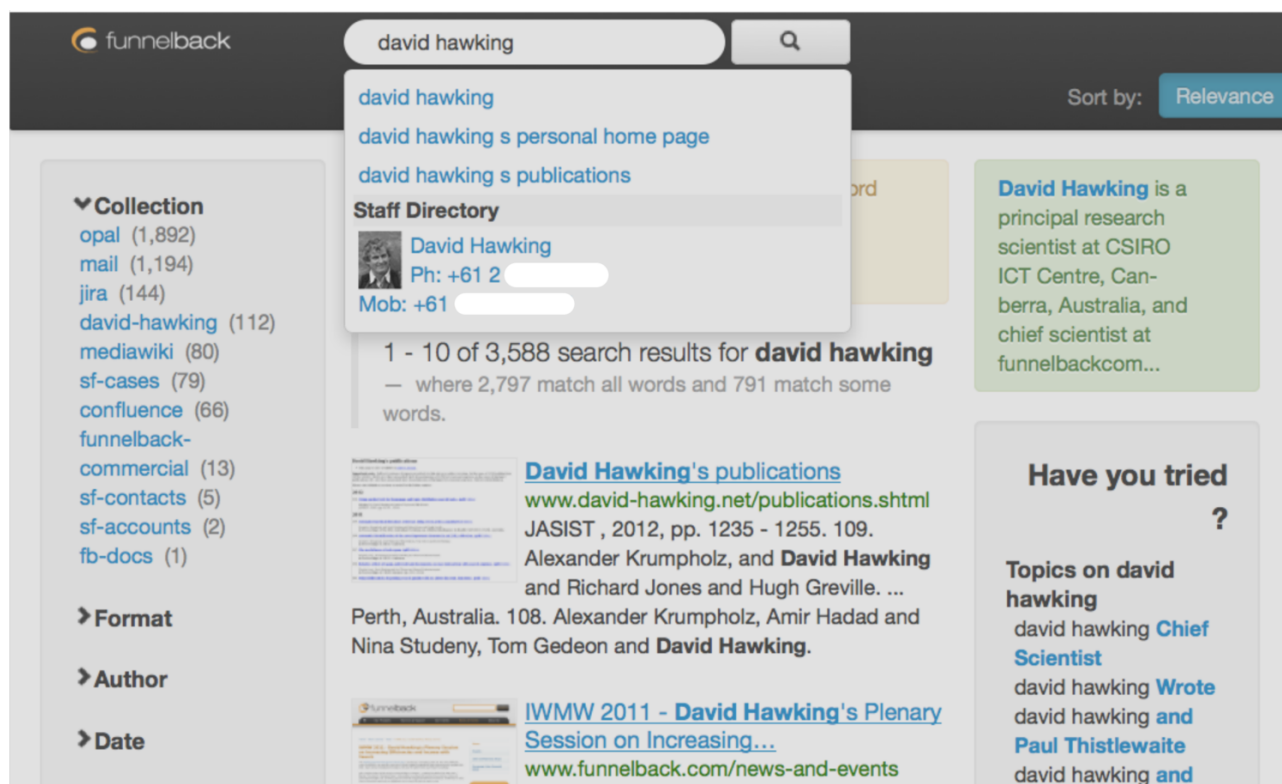 funnelback
david hawking
david hawking
david hawking s personal home page
david hawking s publications
Staff Directory
David Hawking
Ph: +61 2
Mob: +61
Sort by: Relevance
Collection
opal (1,892)
mail (1,194)
jira (144)
david-hawking (112)
mediawiki (80)
sf-cases (79)
confluence (66)
funnelback-
commercial (13)
sf-contacts (5)
sf-accounts (2)
fb-docs (1)
Format
Author
Date
1 - 10 of 3,588 search results for david hawking
— where 2,797 match all words and 791 match some
words.
David Hawking's publications
www.david-hawking.net/publications.shtml
JASIST , 2012, pp. 1235 - 1255. 109.
Alexander Krumpholz, and David Hawking
and Richard Jones and Hugh Greville. ...
Perth, Australia. 108. Alexander Krumpholz, Amir Hadad and
Nina Studeny, Tom Gedeon and David Hawking.
IWMW 2011 - David Hawking's Plenary
Session on Increasing...
www.funnelback.com/news-and-events
David Hawking is a
principal research
scientist at CSIRO
ICT Centre, Can-
berra, Australia, and
chief scientist at
funnelbackcom...
Have you tried
?
Topics on david
hawking
david hawking Chief
Scientist
david hawking Wrote
david hawking and
Paul Thistlewaite
david hawking and